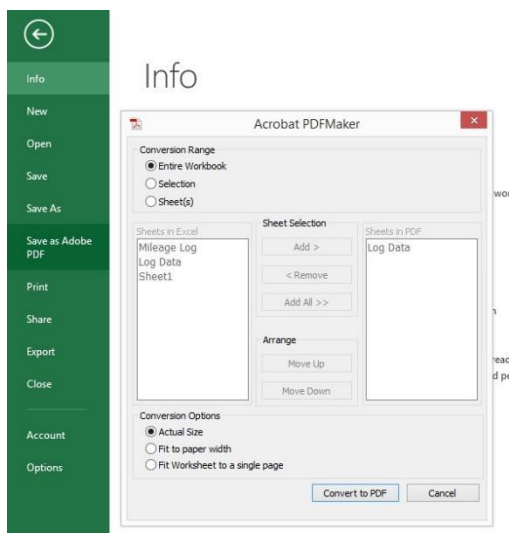 Info
Info
New
Open
Save
Save As
Save as Adobe
PDF
Print
Share
Export
Close
Account
Options
Acrobat PDFMaker
Conversion Range
Entire Workbook
Selection
Sheet(s)
Sheets in Excel
Mileage Log
Log Data
Sheet1
Sheet Selection
Add >
< Remove
Add All >>
Arrange
Move Up
Move Down
Sheets in PDF
Log Data
Conversion Options
Actual Size
Fit to paper width
Fit Worksheet to a single page
Convert to PDF
Cancel